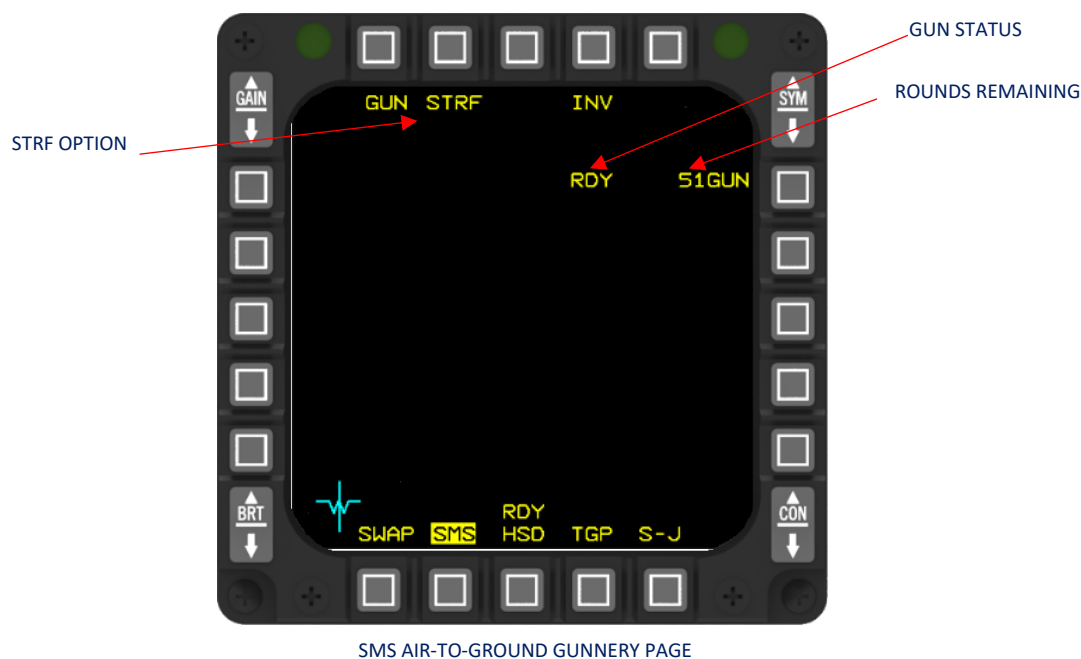 GUN STATUS
GAIN
GUN STRF INV
SYM
ROUNDS REMAINING
STRF OPTION
RDY 51GUN
BRT
RDY
CON
SWAP SMS HSD TGP S-J
SMS AIR-TO-GROUND GUNNERY PAGE